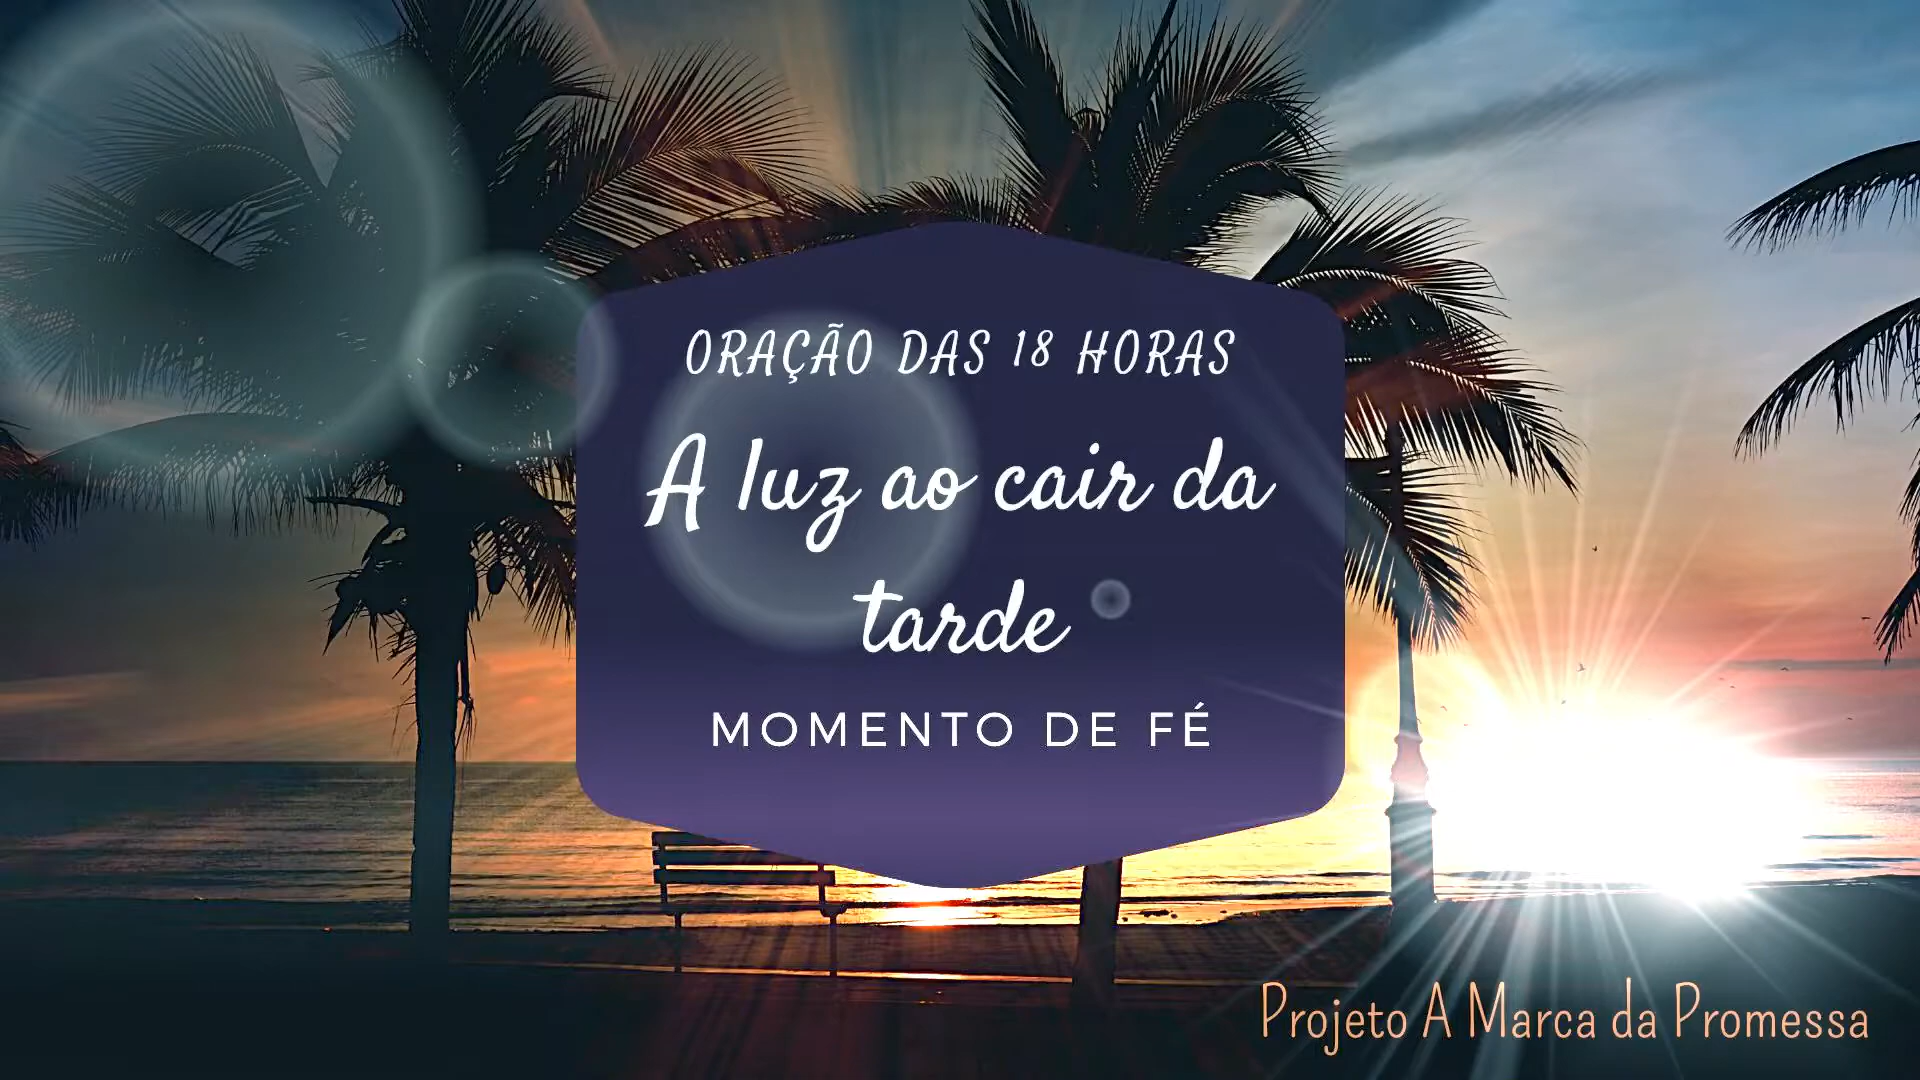 ORAÇÃO DAS 18 HORAS
A luz ao cair da
tarde
MOMENTO DE FÉ
Projeto A Marca da Promessa